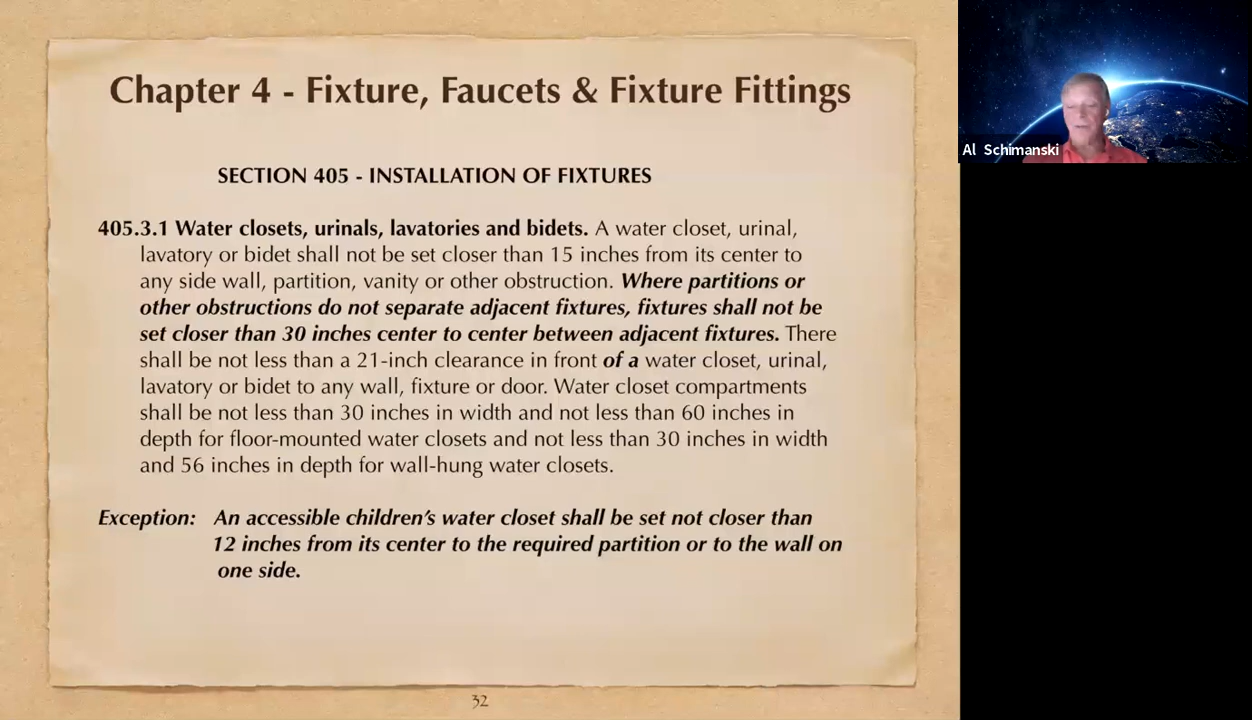 Chapter 4 - Fixture, Faucets & Fixture Fittings
SECTION 405 - INSTALLATION OF FIXTURES
405.3.1 Water closets, urinals, lavatories and bidets. A water closet, urinal,
lavatory or bidet shall not be set closer than 15 inches from its center to
any side wall, partition, vanity or other obstruction. Where partitions or
other obstructions do not separate adjacent fixtures, fixtures shall not be
set closer than 30 inches center to center between adjacent fixtures. There
shall be not less than a 21-inch clearance in front of a water closet, urinal,
lavatory or bidet to any wall, fixture or door. Water closet compartments
shall be not less than 30 inches in width and not less than 60 inches in
depth for floor-mounted water closets and not less than 30 inches in width
and 56 inches in depth for wall-hung water closets.
Exception: An accessible children's water closet shall be set not closer than
12 inches from its center to the required partition or to the wall on
one side.
32
Al Schimanski